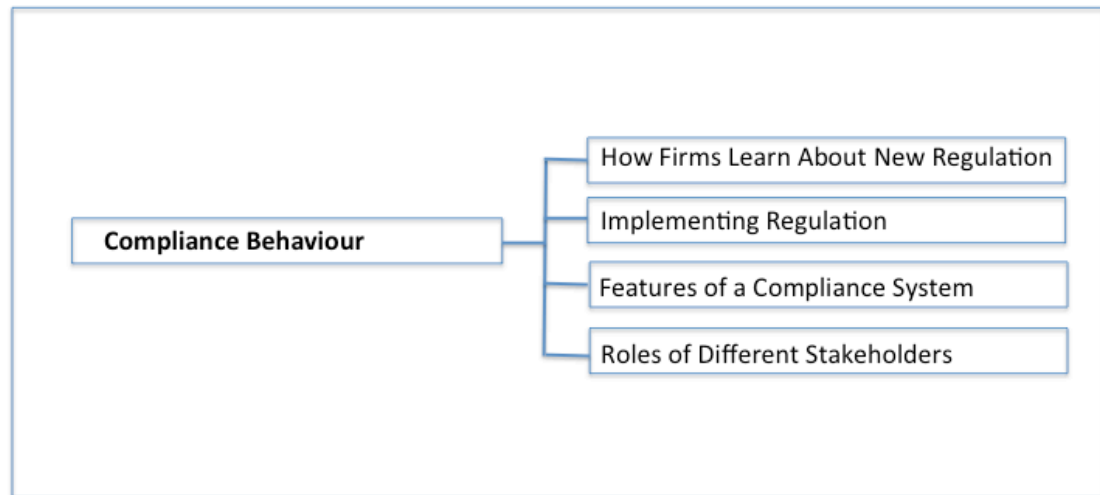 How Firms Learn About New Regulation
Implementing Regulation
Compliance Behaviour
Features of a Compliance System
Roles of Different Stakeholders